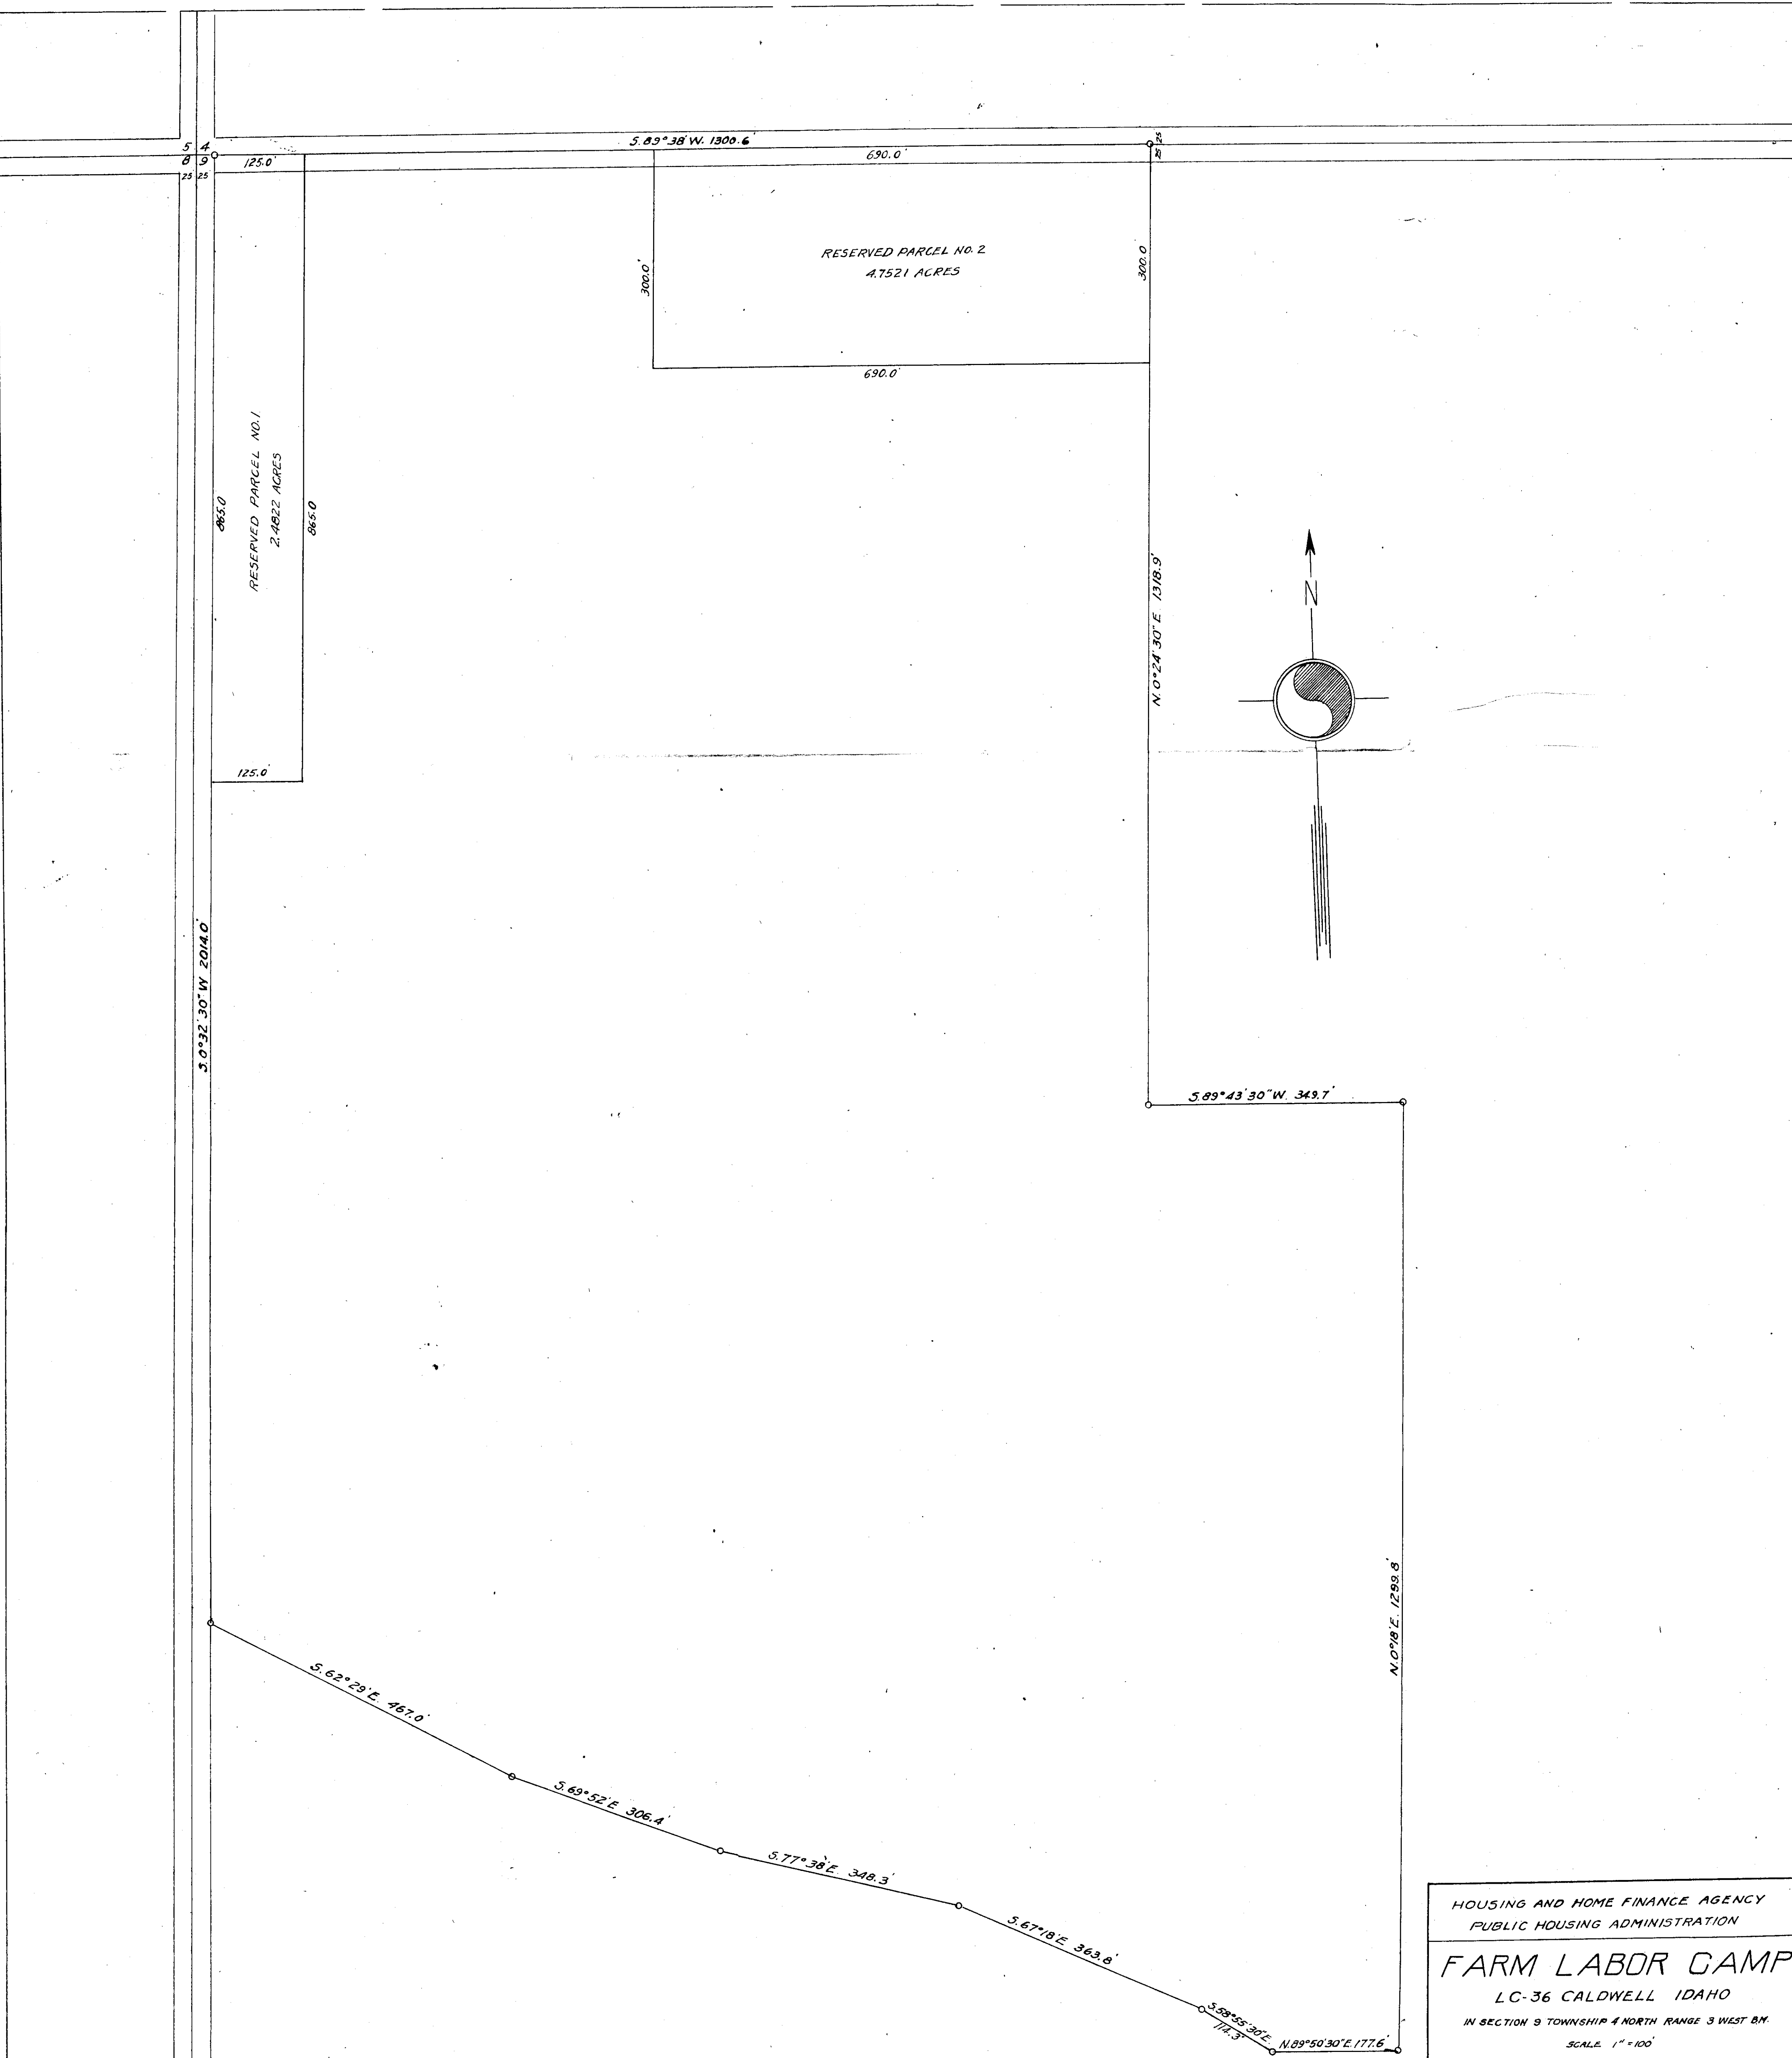 S.89°38'W. 1300.6'
5 4
8 9
25 25
125.0'
690.0'
25
25
RESERVED PARCEL NO. 2
4.7521 ACRES
300.0'
300.0
690.0'
RESERVED PARCEL NO. 1
2.4822 ACRES
865.0
865.0
125.0'
N. 0°24'30" E. 1318.9'
N
S.0°32'30" W 2014.0'
S.89°43'30" W. 349.7'
N.0°18'E. 1299.8'
S.62°29'E. 467.0'
S.69°52'E 306.4'
S.77°38'E. 348.3'
S.67°18'E 363.8'
S.58°55'30"E.
114.3'
N.89°50'30"E. 177.6'
HOUSING AND HOME FINANCE AGENCY
PUBLIC HOUSING ADMINISTRATION
FARM LABOR CAMP
LC-36 CALDWELL IDAHO
IN SECTION 9 TOWNSHIP 4 NORTH RANGE 3 WEST B.M.
SCALE 1" = 100'